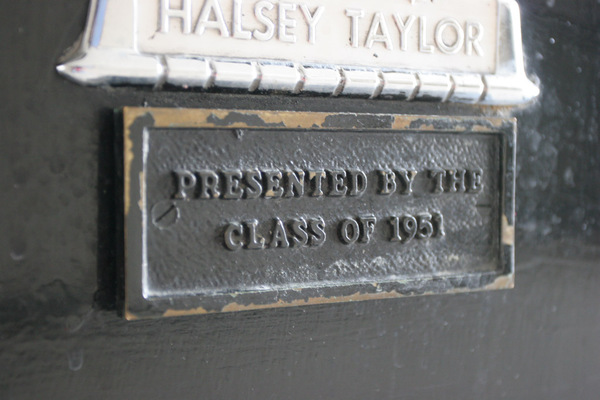 HALSEY TAYLOR
PRESENTED BY THE
CLASS OF 1951